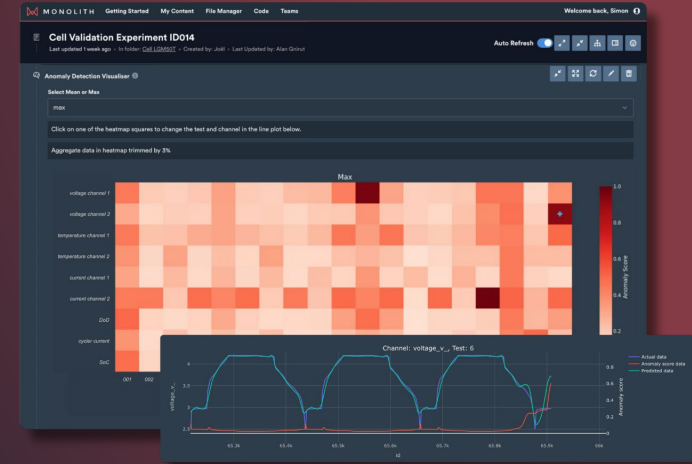 MONOLITH Getting Started My Content File Manager Code Teams Welcome back, Simon
Cell Validation Experiment ID014
Last updated 1 week ago • In folder: Cell LGM50T • Created by: Joël • Last Updated by: Alan Gnirut
Auto Refresh
Anomaly Detection Visualiser
Select Mean or Max
max
Click on one of the heatmap squares to change the test and channel in the line plot below.
Aggregate data in heatmap trimmed by 3%
Max
voltage channel 1
voltage channel 2
temperature channel 1
temperature channel 2
current channel 1
current channel 2
DoD
cycler current
SoC
001 002
1.0
0.8
0.6
0.4
0.2
Anomaly Score
Channel: voltage_v_, Test: 6
voltage_v_
4
3.5
3
2.5
0.8
0.6
0.4
0.2
0
Anomaly score
Actual data
Anomaly score data
Predicted data
65.3k 65.4k 65.5k 65.6k 65.7k 65.8k 65.9k 66k